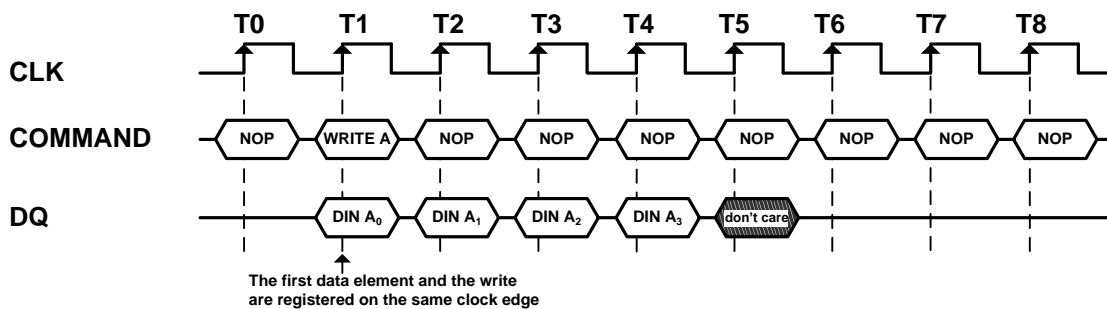 T0 T1 T2 T3 T4 T5 T6 T7 T8
CLK
COMMAND NOP WRITE A NOP NOP NOP NOP NOP NOP NOP
DQ DIN A₀ DIN A₁ DIN A₂ DIN A₃ don't care
The first data element and the write
are registered on the same clock edge